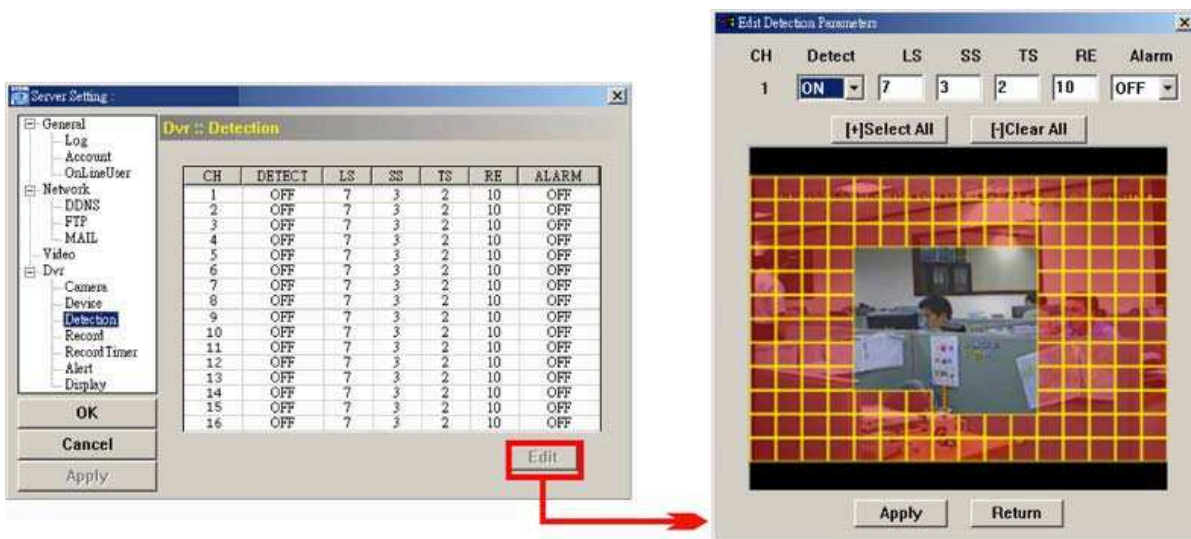 Server Setting :
General
Log
Account
OnLineUser
Network
DDNS
FTP
MAIL
Video
Dvr
Camera
Device
Detection
Record
Record Timer
Alert
Display
OK
Cancel
Apply
Dvr :: Detection
CH DETECT LS SS TS RE ALARM
1 OFF 7 3 2 10 OFF
2 OFF 7 3 2 10 OFF
3 OFF 7 3 2 10 OFF
4 OFF 7 3 2 10 OFF
5 OFF 7 3 2 10 OFF
6 OFF 7 3 2 10 OFF
7 OFF 7 3 2 10 OFF
8 OFF 7 3 2 10 OFF
9 OFF 7 3 2 10 OFF
10 OFF 7 3 2 10 OFF
11 OFF 7 3 2 10 OFF
12 OFF 7 3 2 10 OFF
13 OFF 7 3 2 10 OFF
14 OFF 7 3 2 10 OFF
15 OFF 7 3 2 10 OFF
16 OFF 7 3 2 10 OFF
Edit
Edit Detection Parameters
CH Detect LS SS TS RE Alarm
1 ON 7 3 2 10 OFF
[+]Select All [-]Clear All
Apply Return